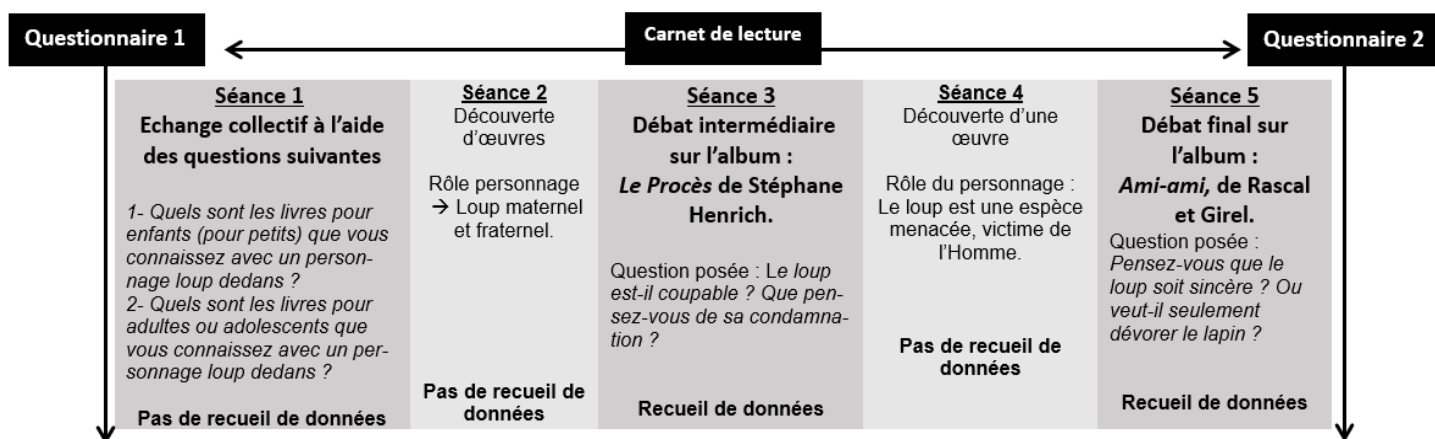 Questionnaire 1
Carnet de lecture
Questionnaire 2
Séance 1
Echange collectif à l’aide
des questions suivantes
1- Quels sont les livres pour
enfants (pour petits) que vous
connaissez avec un person-
nage loup dedans ?
2- Quels sont les livres pour
adultes ou adolescents que
vous connaissez avec un per-
sonnage loup dedans ?
Pas de recueil de données
Séance 2
Découverte
d’œuvres
Rôle personnage
→ Loup maternel
et fraternel.
Pas de recueil de
données
Séance 3
Débat intermédiaire
sur l’album :
Le Procès de Stéphane
Henrich.
Question posée : Le loup
est-il coupable ? Que pen-
sez-vous de sa condamna-
tion ?
Recueil de données
Séance 4
Découverte d’une
œuvre
Rôle du personnage :
Le loup est une espèce
menacée, victime de
l’Homme.
Pas de recueil de
données
Séance 5
Débat final sur
l’album :
Ami-ami, de Rascal
et Girel.
Question posée :
Pensez-vous que le
loup soit sincère ? Ou
veut-il seulement
dévorer le lapin ?
Recueil de données